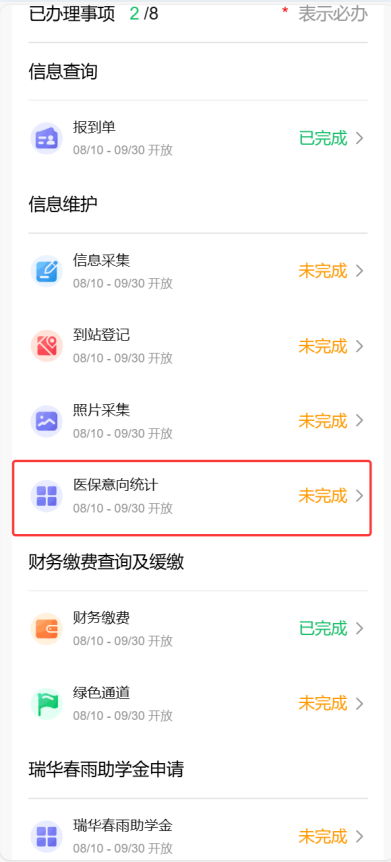 已办理事项 2/8 * 表示必办
信息查询
报到单
08/10 - 09/30 开放
已完成
信息维护
信息采集
08/10 - 09/30 开放
未完成
到站登记
08/10 - 09/30 开放
未完成
照片采集
08/10 - 09/30 开放
未完成
医保意向统计
08/10 - 09/30 开放
未完成
财务缴费查询及缓缴
财务缴费
08/10 - 09/30 开放
已完成
绿色通道
08/10 - 09/30 开放
未完成
瑞华春雨助学金申请
瑞华春雨助学金
08/10 - 09/30 开放
未完成